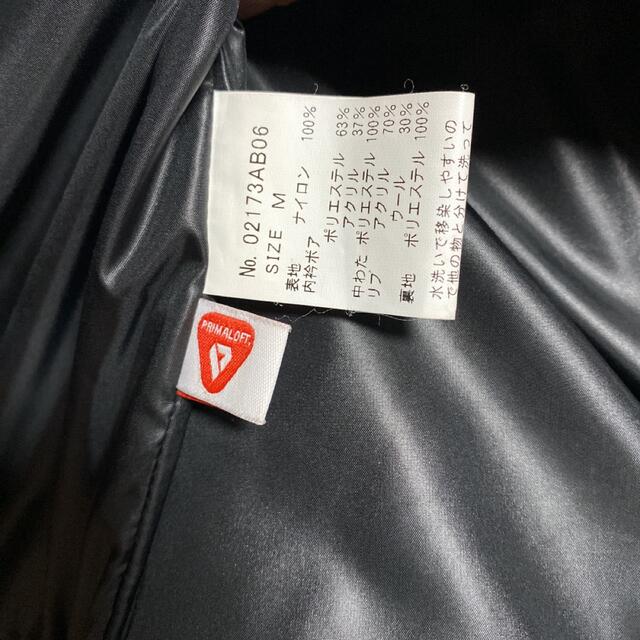 No. 02173AB06
SIZE M
表地 ナイロン 100%
内衿ボア ポリエステル 63%
アクリル 37%
中わた ポリエステル 100%
リブ アクリル 70%
ウール 30%
裏地 ポリエステル 100%
水洗いで移染しやすいの
で他の物と分けて洗って
PRIMALOFT.